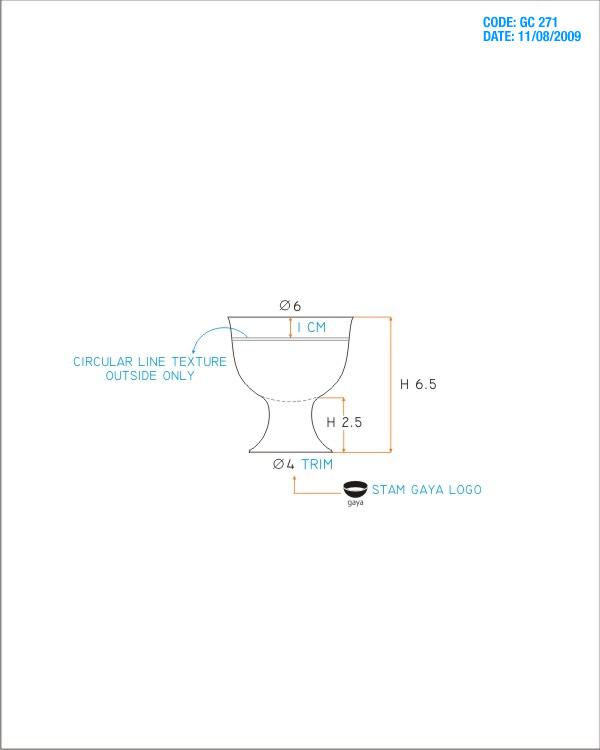 CODE: GC 271
DATE: 11/08/2009
Ø6
1 CM
CIRCULAR LINE TEXTURE
OUTSIDE ONLY
H 6.5
H 2.5
Ø4 TRIM
STAM GAYA LOGO
gaya